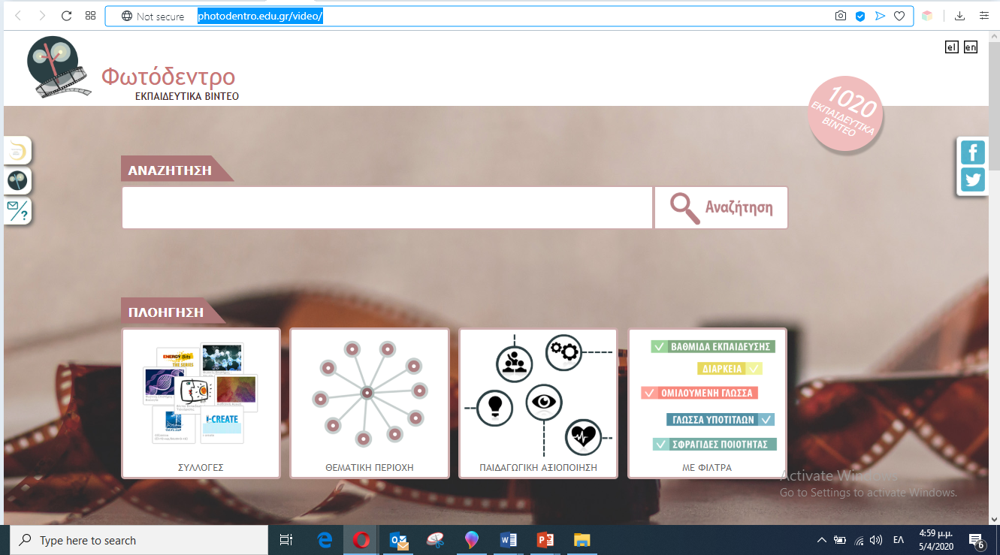 Not secure
photodentro.edu.gr/video/
el en
Φωτόδεντρο
ΕΚΠΑΙΔΕΥΤΙΚΑ ΒΙΝΤΕΟ
1020
ΕΚΠΑΙΔΕΥΤΙΚΑ
ΒΙΝΤΕΟ
ΑΝΑΖΗΤΗΣΗ
Αναζήτηση
ΠΛΟΗΓΗΣΗ
ENERGY Bits
THE SERIES
i-CREATE
ΣΥΛΛΟΓΕΣ
ΘΕΜΑΤΙΚΗ ΠΕΡΙΟΧΗ
ΠΑΙΔΑΓΩΓΙΚΗ ΑΞΙΟΠΟΙΗΣΗ
ΒΑΘΜΙΔΑ ΕΚΠΑΙΔΕΥΣΗΣ
ΔΙΑΡΚΕΙΑ
ΟΜΙΛΟΥΜΕΝΗ ΓΛΩΣΣΑ
ΓΛΩΣΣΑ ΥΠΟΤΙΤΛΩΝ
ΣΦΡΑΓΙΔΕΣ ΠΟΙΟΤΗΤΑΣ
ΜΕ ΦΙΛΤΡΑ
Activate Windows
Go to Settings to activate Windows.
Type here to search
ΕΛ
4:59 μ.μ.
5/4/2020
6